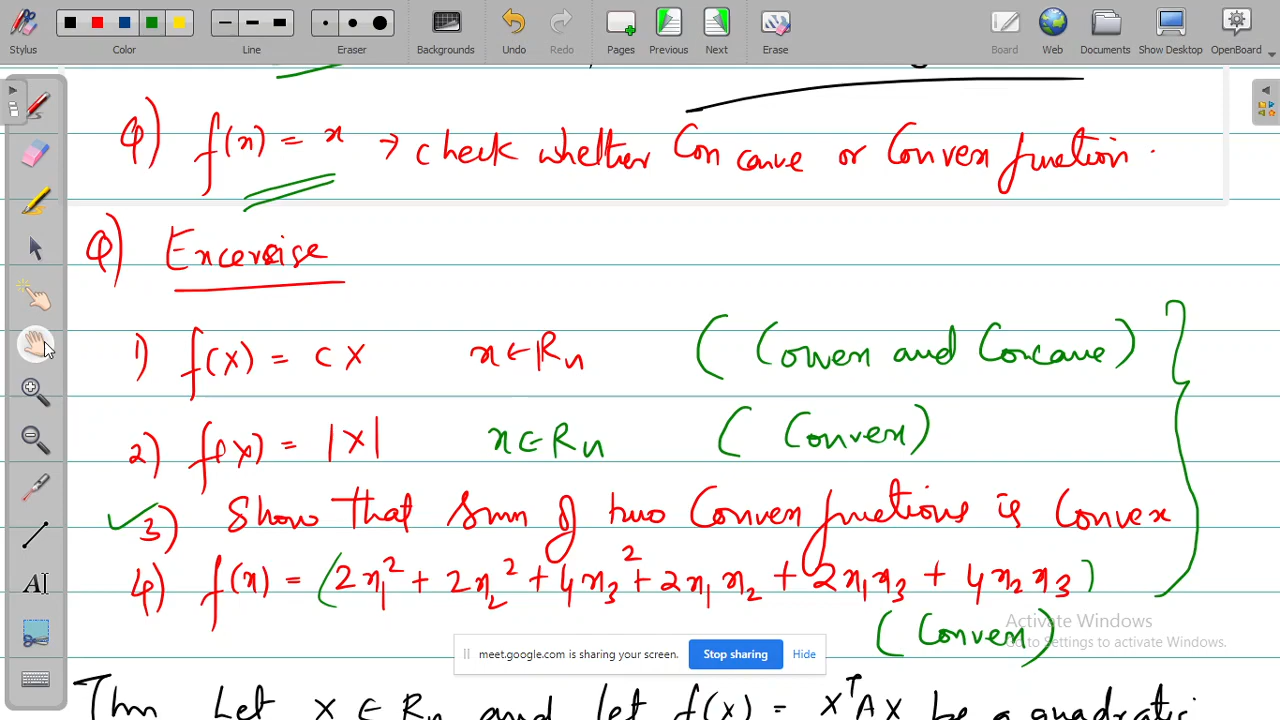 Stylus
Color
Line
Eraser
Backgrounds
Undo
Redo
Pages
Previous
Next
Erase
Board
Web
Documents
Show Desktop
OpenBoard
Q) f(x) = x → check whether Concave or Convex function.
Q) Excersise
1) f(X) = CX x∈Rn (Convex and Concave)
2) f(X) = |X| x∈Rn (Convex)
3) Show that Sum of two Convex functions is Convex
4) f(x) = (2x₁² + 2x₂² + 4x₃² + 2x₁x₂ + 2x₁x₃ + 4x₂x₃)
(Convex)
Activate Windows
Go to Settings to activate Windows.
meet.google.com is sharing your screen.
Stop sharing
Hide
Thm Let X ∈ Rn and let f(X) = XᵀAX be a quadratic